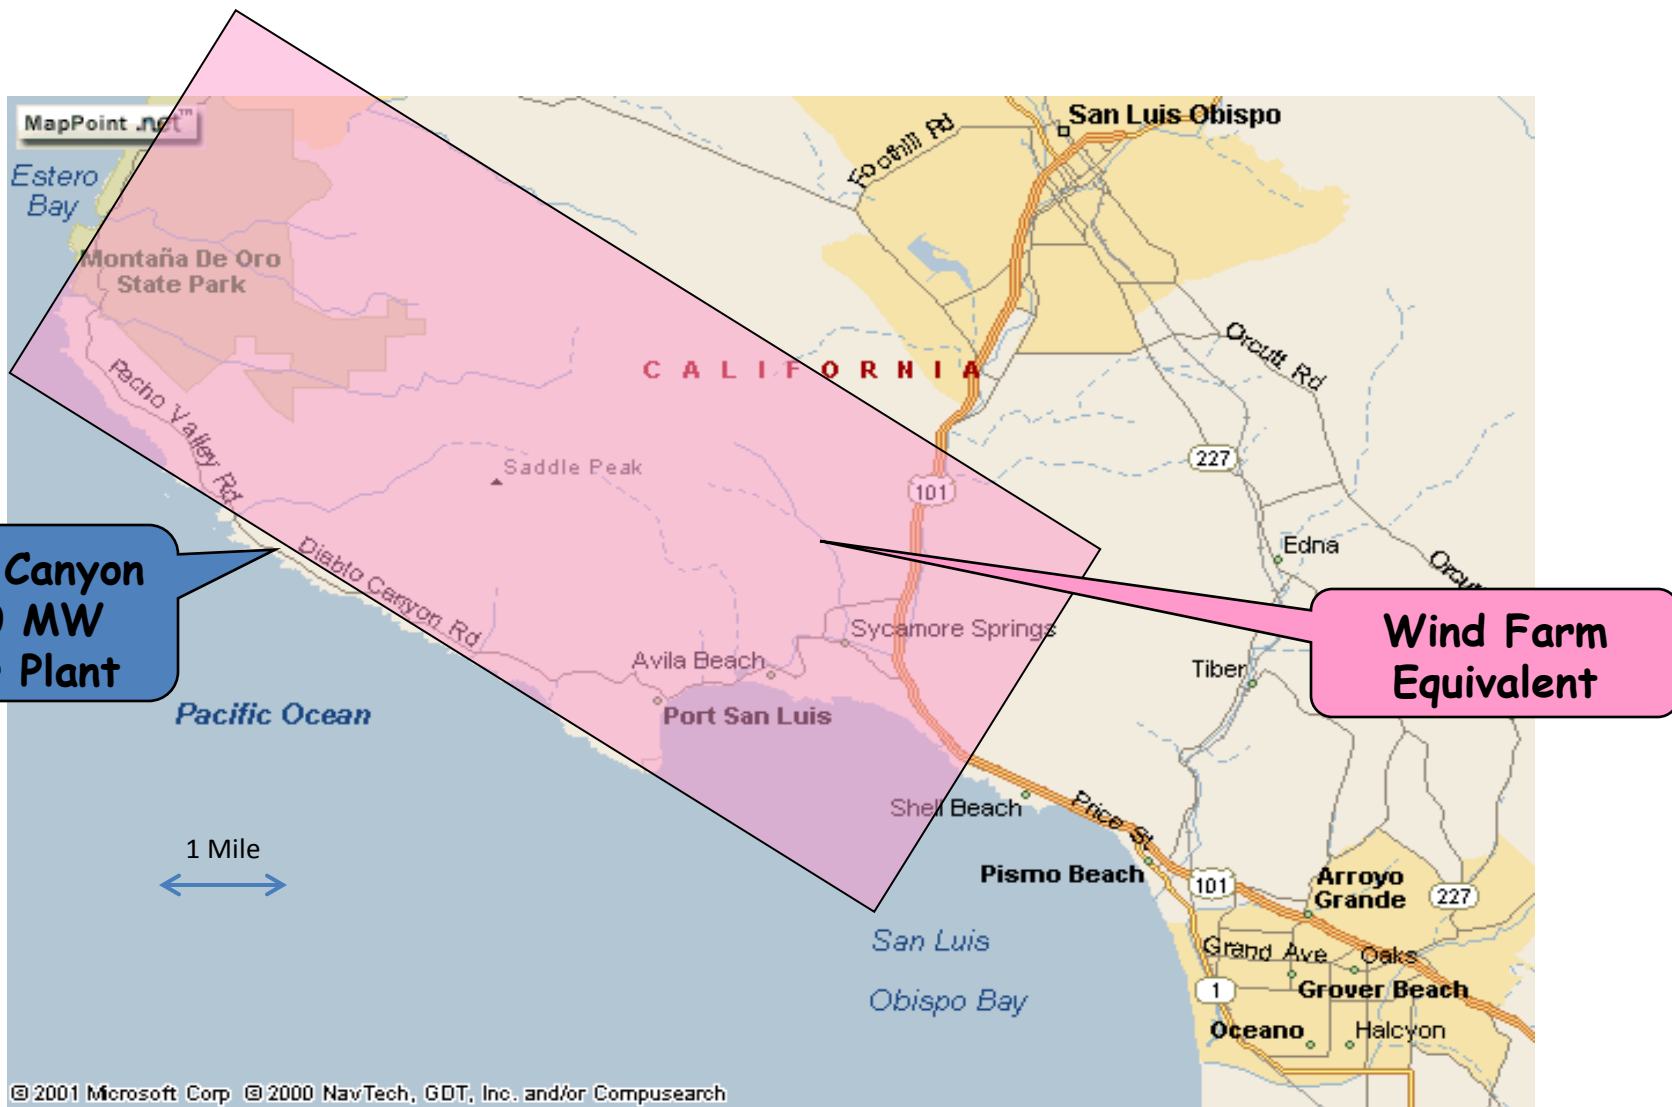 MapPoint .net™
San Luis Obispo
Foothill Rd
Estero
Bay
Montaña De Oro
State Park
Orcutt Rd
CALIFORNIA
Pecho Valley Rd
Saddle Peak
227
101
Canyon
MW
Plant
Diablo Canyon Rd
Edna
Wind Farm
Equivalent
Sycamore Springs
Avila Beach
Tiber
Pacific Ocean
Port San Luis
Shell Beach
Price St
1 Mile
Pismo Beach
101
Arroyo
Grande
227
San Luis
Obispo Bay
Grand Ave
Oaks
1
Grover Beach
Oceano
Halcyon
© 2001 Microsoft Corp © 2000 NavTech, GDT, Inc. and/or Compusearch